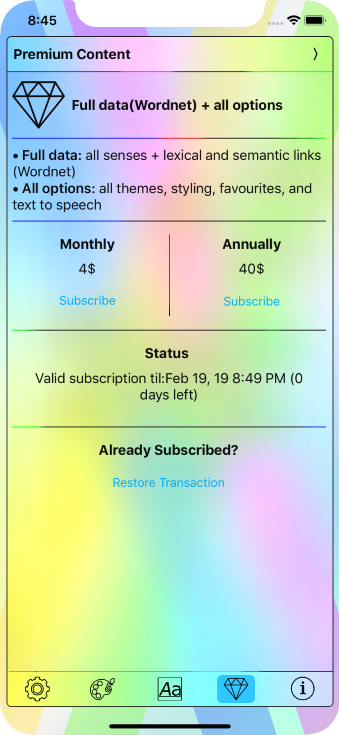 8:45
Premium Content
Full data(Wordnet) + all options
• Full data: all senses + lexical and semantic links
(Wordnet)
• All options: all themes, styling, favourites, and
text to speech
Monthly
4$
Subscribe
Annually
40$
Subscribe
Status
Valid subscription til:Feb 19, 19 8:49 PM (0
days left)
Already Subscribed?
Restore Transaction
Aa
i